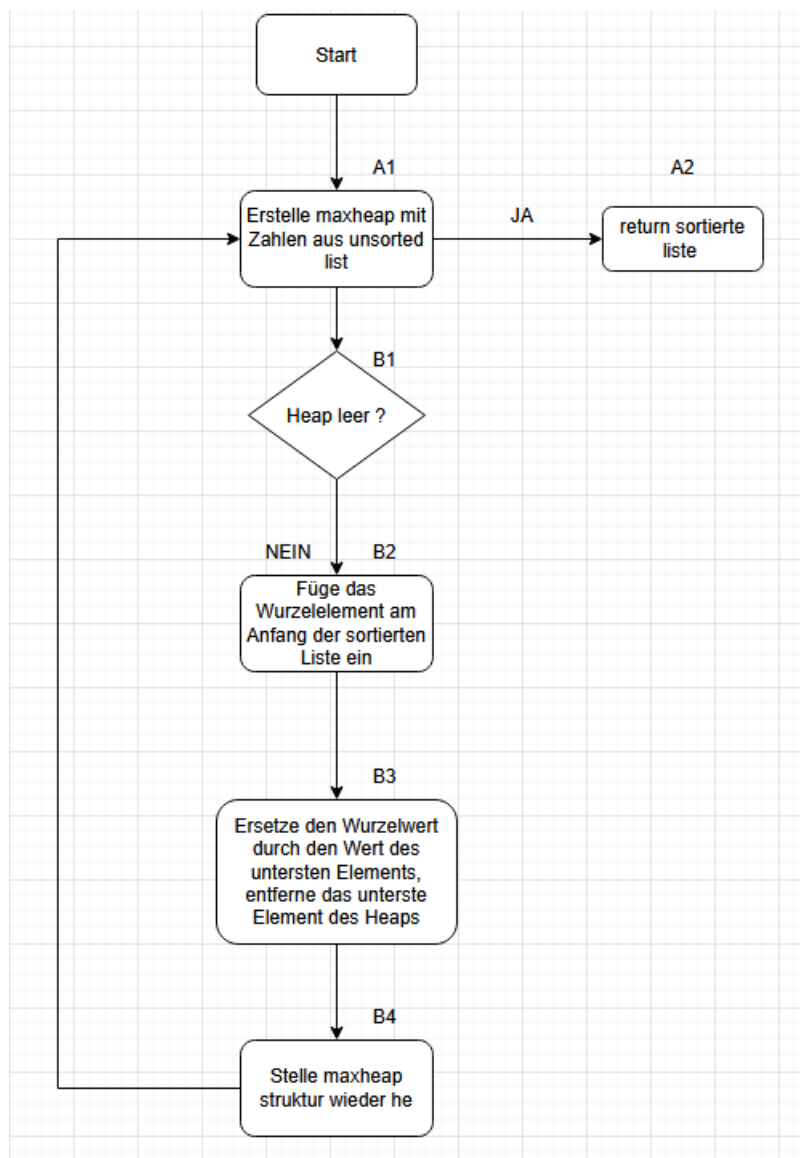 Start
A1
A2
Erstelle maxheap mit
Zahlen aus unsorted
list
JA
return sortierte
liste
B1
Heap leer ?
NEIN
B2
Füge das
Wurzelelement am
Anfang der sortierten
Liste ein
B3
Ersetze den Wurzelwert
durch den Wert des
untersten Elements,
entferne das unterste
Element des Heaps
B4
Stelle maxheap
struktur wieder he